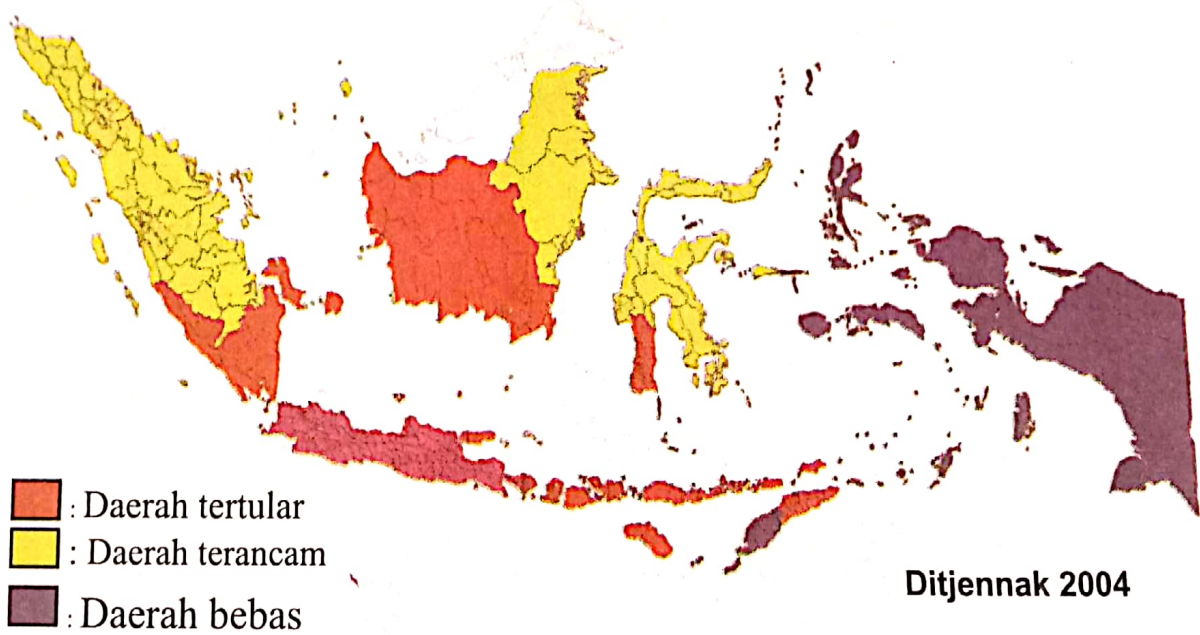 : Daerah tertular
: Daerah terancam
: Daerah bebas
Ditjennak 2004